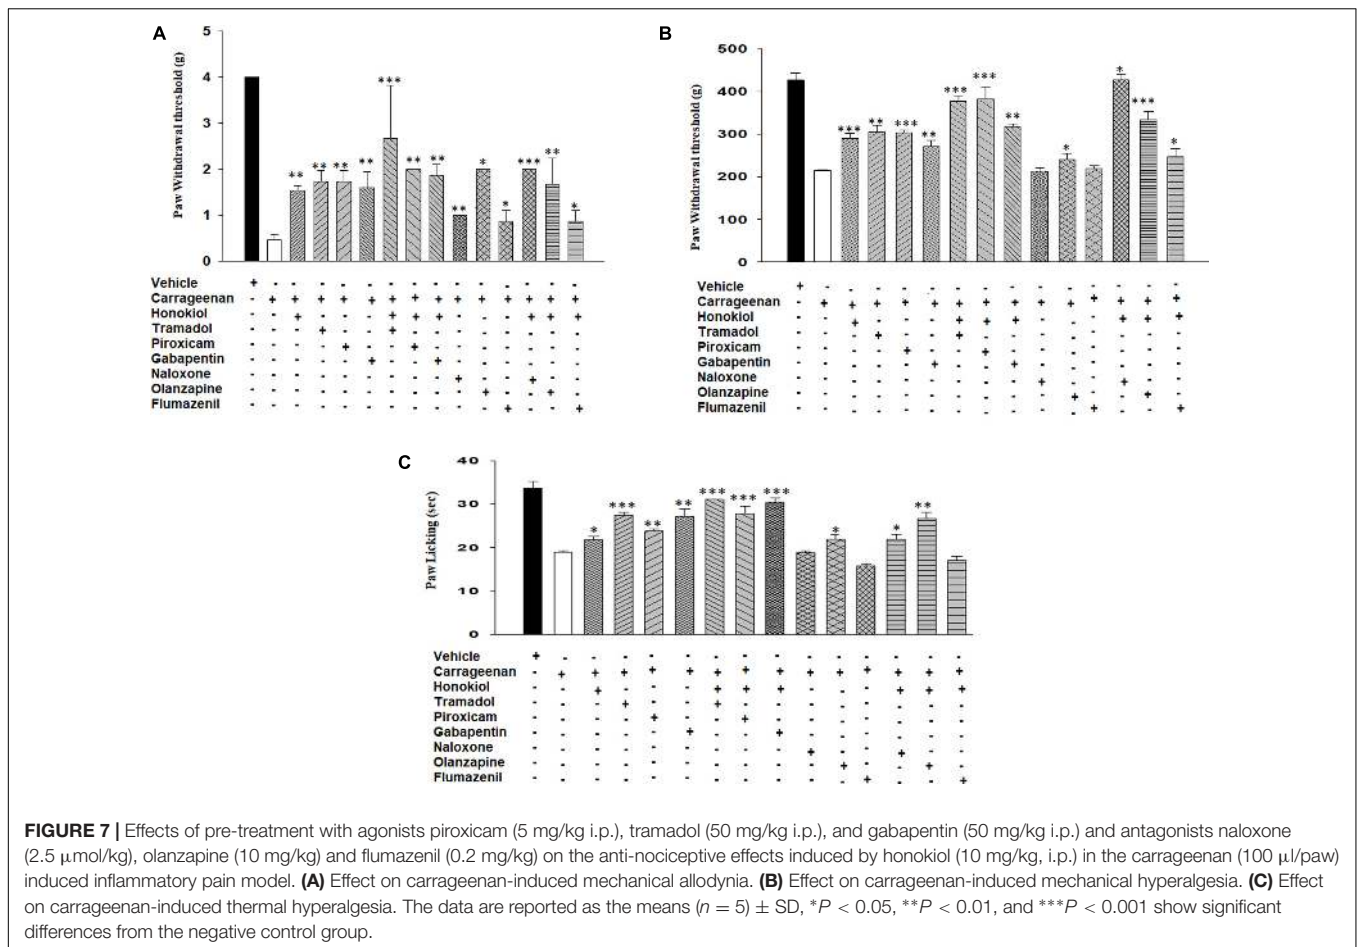 A
Paw Withdrawal threshold (g)
5
4
3
2
1
0
** ** ** ** *** ** ** ** * * *** ** *
Vehicle + - - - - - - - - - - - - - -
Carrageenan - + + + + + + + + + + + + + +
Honokiol - - + - - - + + + - - - + + +
Tramadol - - - + - - + - - - - - - - -
Piroxicam - - - - + - - + - - - - - - -
Gabapentin - - - - - + - - + - - - - - -
Naloxone - - - - - - - - - + - - + - -
Olanzapine - - - - - - - - - - + - - + -
Flumazenil - - - - - - - - - - - + - - +
B
Paw Withdrawal threshold (g)
500
400
300
200
100
0
*** ** *** ** *** *** ** * * *** *
Vehicle + - - - - - - - - - - - - - -
Carrageenan - + + + + + + + + + + + + + +
Honokiol - - + - - - + + + - - - + + +
Tramadol - - - + - - + - - - - - - - -
Piroxicam - - - - + - - + - - - - - - -
Gabapentin - - - - - + - - + - - - - - -
Naloxone - - - - - - - - - + - - + - -
Olanzapine - - - - - - - - - - + - - + -
Flumazenil - - - - - - - - - - - + - - +
C
Paw Licking (sec)
40
30
20
10
0
* *** ** ** *** *** *** * * **
Vehicle + - - - - - - - - - - - - - -
Carrageenan - + + + + + + + + + + + + + +
Honokiol - - + - - - + + + - - - + + +
Tramadol - - - + - - + - - - - - - - -
Piroxicam - - - - + - - + - - - - - - -
Gabapentin - - - - - + - - + - - - - - -
Naloxone - - - - - - - - - + - - + - -
Olanzapine - - - - - - - - - - + - - + -
Flumazenil - - - - - - - - - - - + - - +
FIGURE 7 | Effects of pre-treatment with agonists piroxicam (5 mg/kg i.p.), tramadol (50 mg/kg i.p.), and gabapentin (50 mg/kg i.p.) and antagonists naloxone
(2.5 μmol/kg), olanzapine (10 mg/kg) and flumazenil (0.2 mg/kg) on the anti-nociceptive effects induced by honokiol (10 mg/kg, i.p.) in the carrageenan (100 μl/paw)
induced inflammatory pain model. (A) Effect on carrageenan-induced mechanical allodynia. (B) Effect on carrageenan-induced mechanical hyperalgesia. (C) Effect
on carrageenan-induced thermal hyperalgesia. The data are reported as the means (n = 5) ± SD, *P < 0.05, **P < 0.01, and ***P < 0.001 show significant
differences from the negative control group.